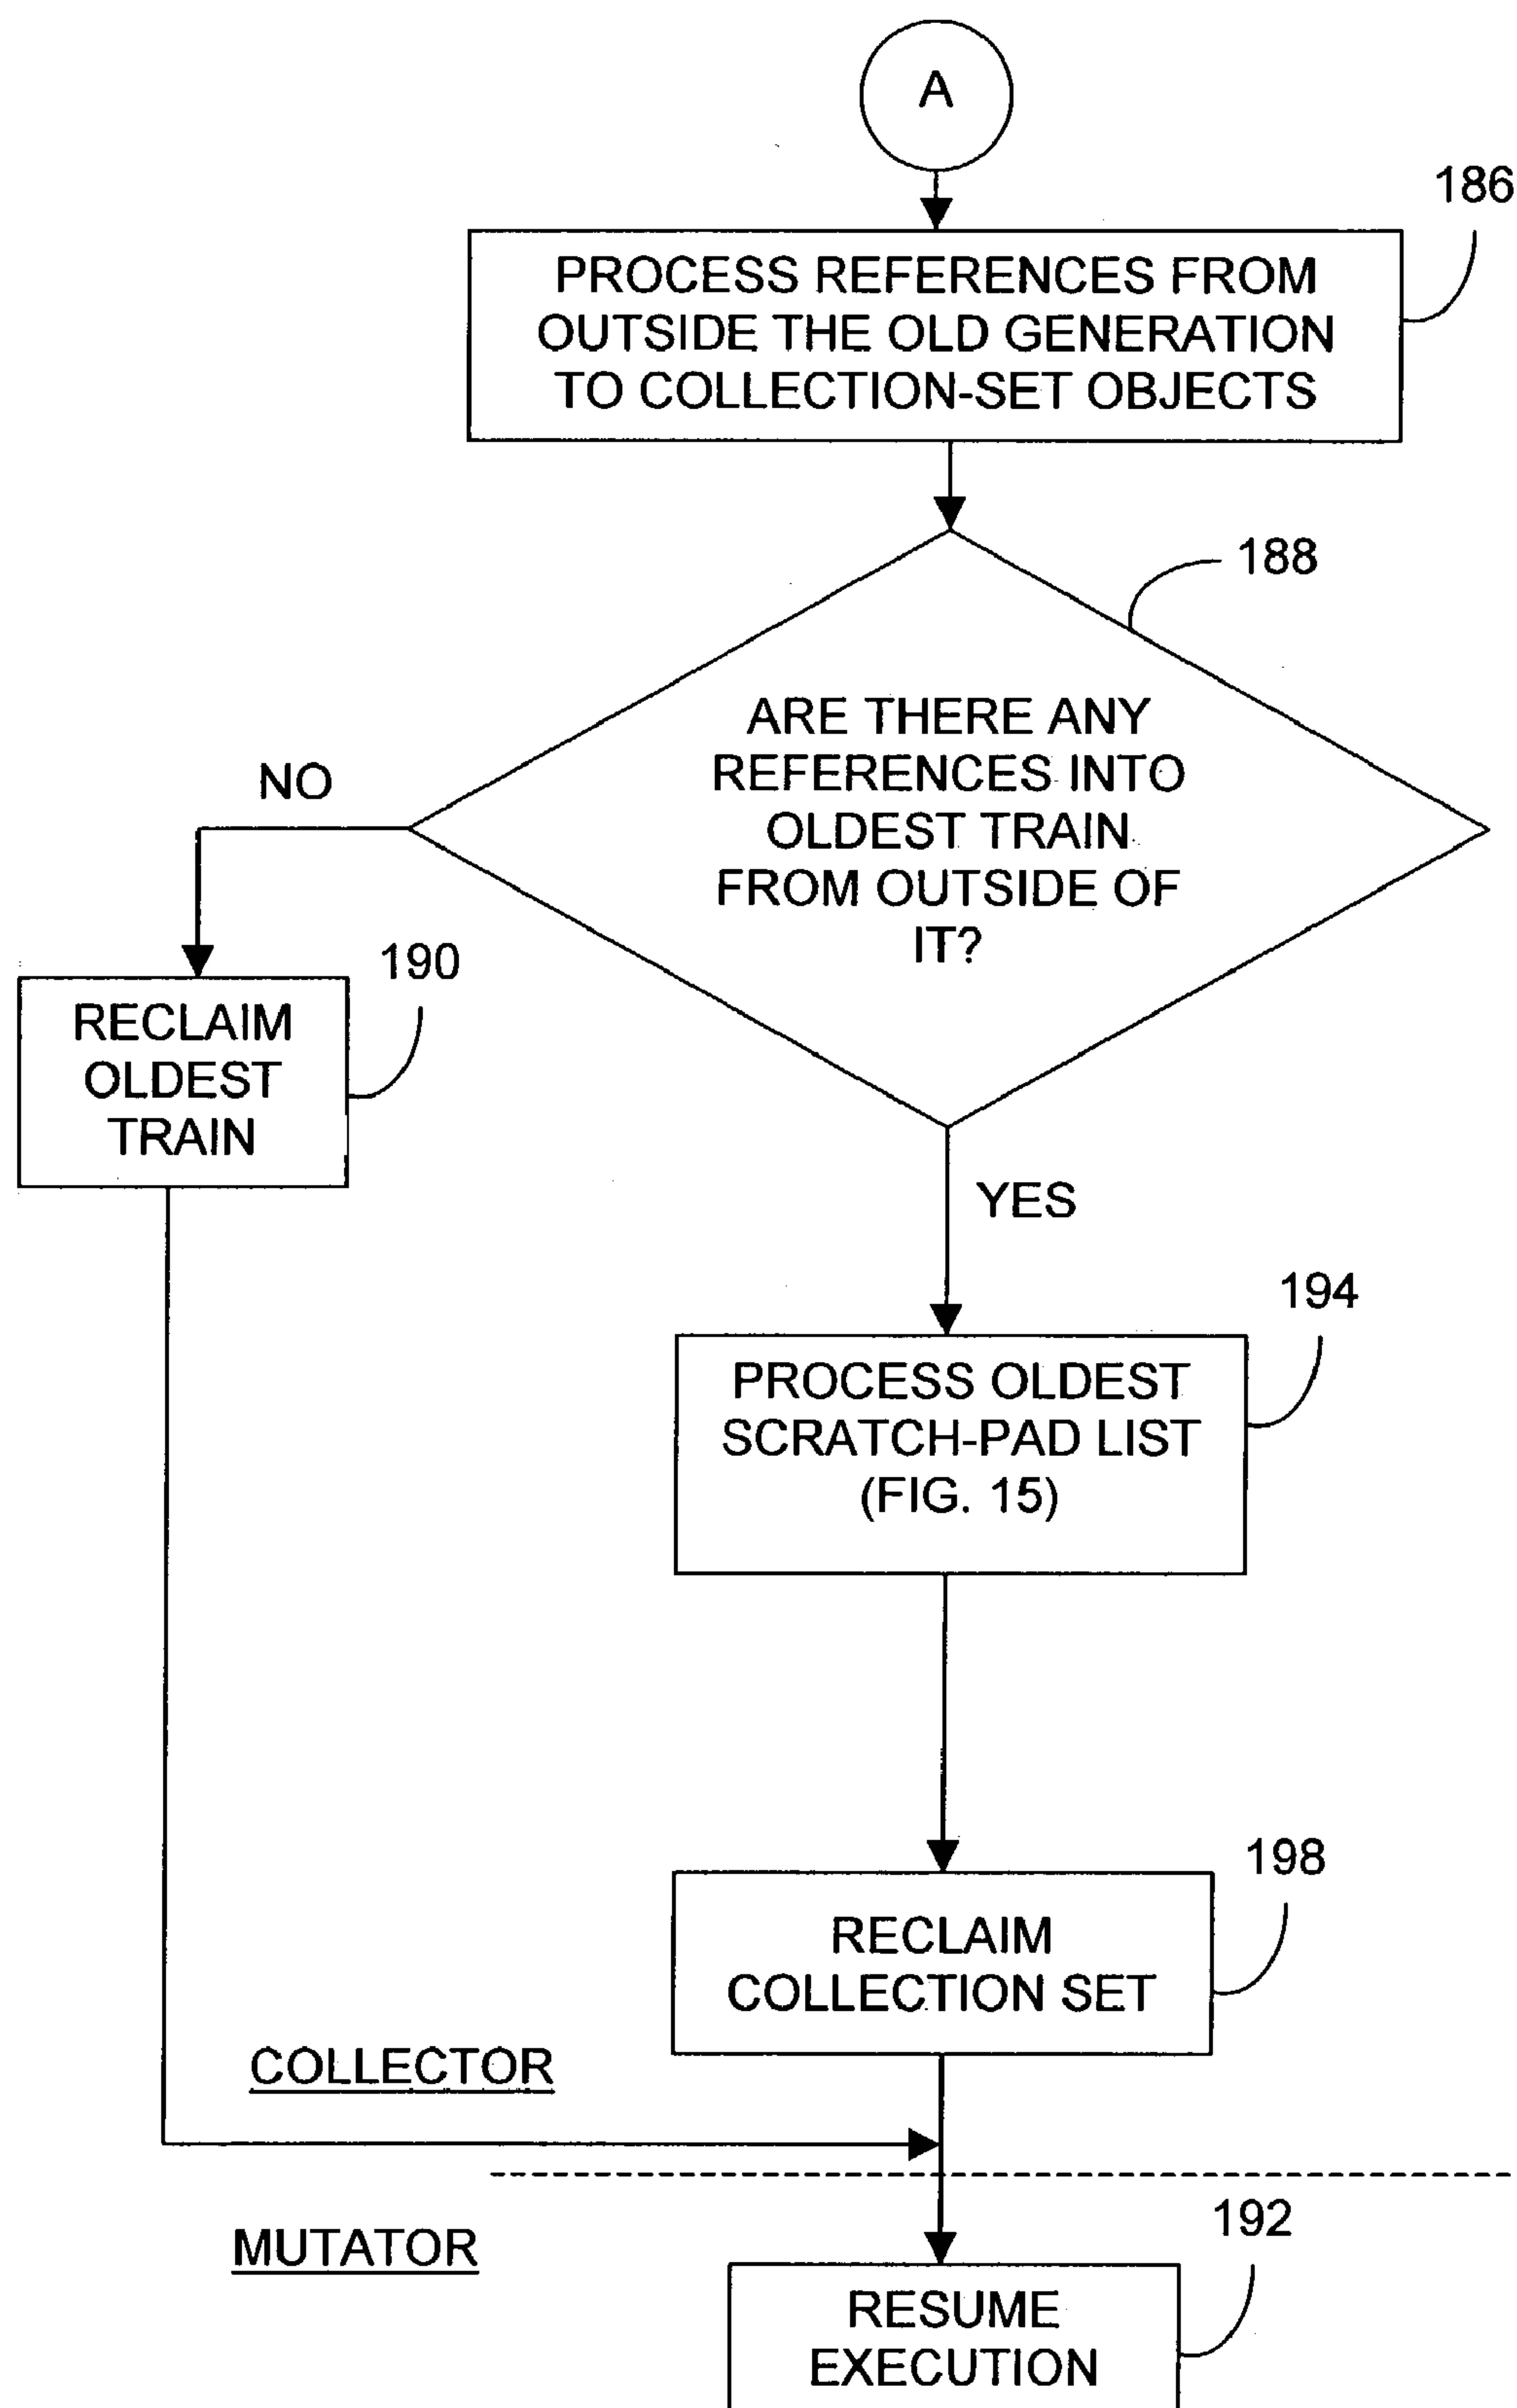 A
186
PROCESS REFERENCES FROM
OUTSIDE THE OLD GENERATION
TO COLLECTION-SET OBJECTS
188
ARE THERE ANY
REFERENCES INTO
OLDEST TRAIN
FROM OUTSIDE OF
IT?
NO
190
RECLAIM
OLDEST
TRAIN
YES
194
PROCESS OLDEST
SCRATCH-PAD LIST
(FIG. 15)
198
RECLAIM
COLLECTION SET
COLLECTOR
MUTATOR
192
RESUME
EXECUTION